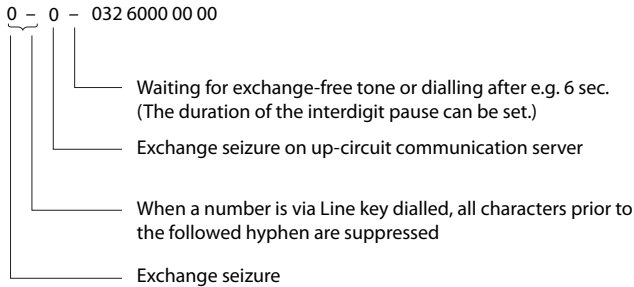 0 – 0 – 032 6000 00 00
Waiting for exchange-free tone or dialling after e.g. 6 sec.
(The duration of the interdigit pause can be set.)
Exchange seizure on up-circuit communication server
When a number is via Line key dialled, all characters prior to
the followed hyphen are suppressed
Exchange seizure